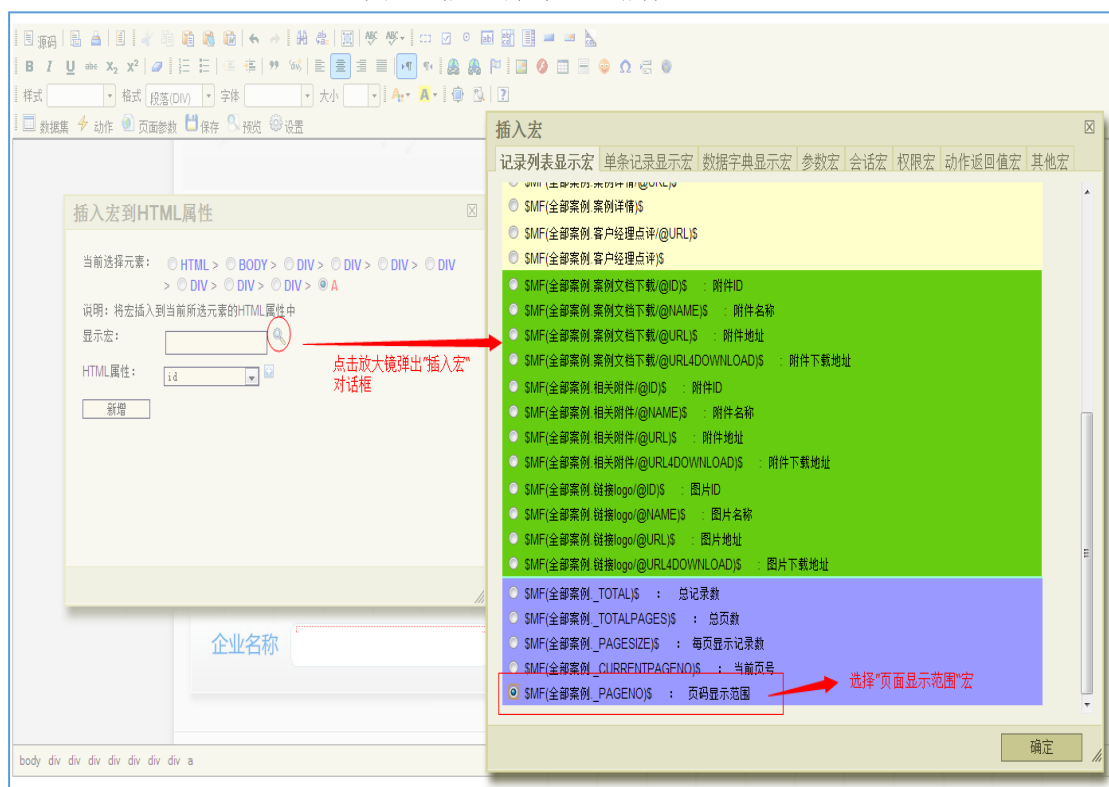 源码
B I U abc X₂ X²
样式 格式 段落(DIV) 字体 大小
数据集 动作 页面参数 保存 预览 设置
插入宏到HTML属性
当前选择元素： HTML > BODY > DIV > DIV > DIV > DIV
> DIV > DIV > DIV > A
说明：将宏插入到当前所选元素的HTML属性中
显示宏：
HTML属性： id
新增
点击放大镜弹出"插入宏"
对话框
企业名称
body div div div div div div div a
插入宏
记录列表显示宏 单条记录显示宏 数据字典显示宏 参数宏 会话宏 权限宏 动作返回值宏 其他宏
$MF(全部案例.案例详情/@URL)$
$MF(全部案例.案例详情)$
$MF(全部案例.客户经理点评/@URL)$
$MF(全部案例.客户经理点评)$
$MF(全部案例.案例文档下载/@ID)$ : 附件ID
$MF(全部案例.案例文档下载/@NAME)$ : 附件名称
$MF(全部案例.案例文档下载/@URL)$ : 附件地址
$MF(全部案例.案例文档下载/@URL4DOWNLOAD)$ : 附件下载地址
$MF(全部案例.相关附件/@ID)$ : 附件ID
$MF(全部案例.相关附件/@NAME)$ : 附件名称
$MF(全部案例.相关附件/@URL)$ : 附件地址
$MF(全部案例.相关附件/@URL4DOWNLOAD)$ : 附件下载地址
$MF(全部案例.链接logo/@ID)$ : 图片ID
$MF(全部案例.链接logo/@NAME)$ : 图片名称
$MF(全部案例.链接logo/@URL)$ : 图片地址
$MF(全部案例.链接logo/@URL4DOWNLOAD)$ : 图片下载地址
$MF(全部案例._TOTAL)$ ： 总记录数
$MF(全部案例._TOTALPAGES)$ ： 总页数
$MF(全部案例._PAGESIZE)$ ： 每页显示记录数
$MF(全部案例._CURRENTPAGENO)$ ： 当前页号
$MF(全部案例._PAGENO)$ ： 页码显示范围
选择"页面显示范围"宏
确定